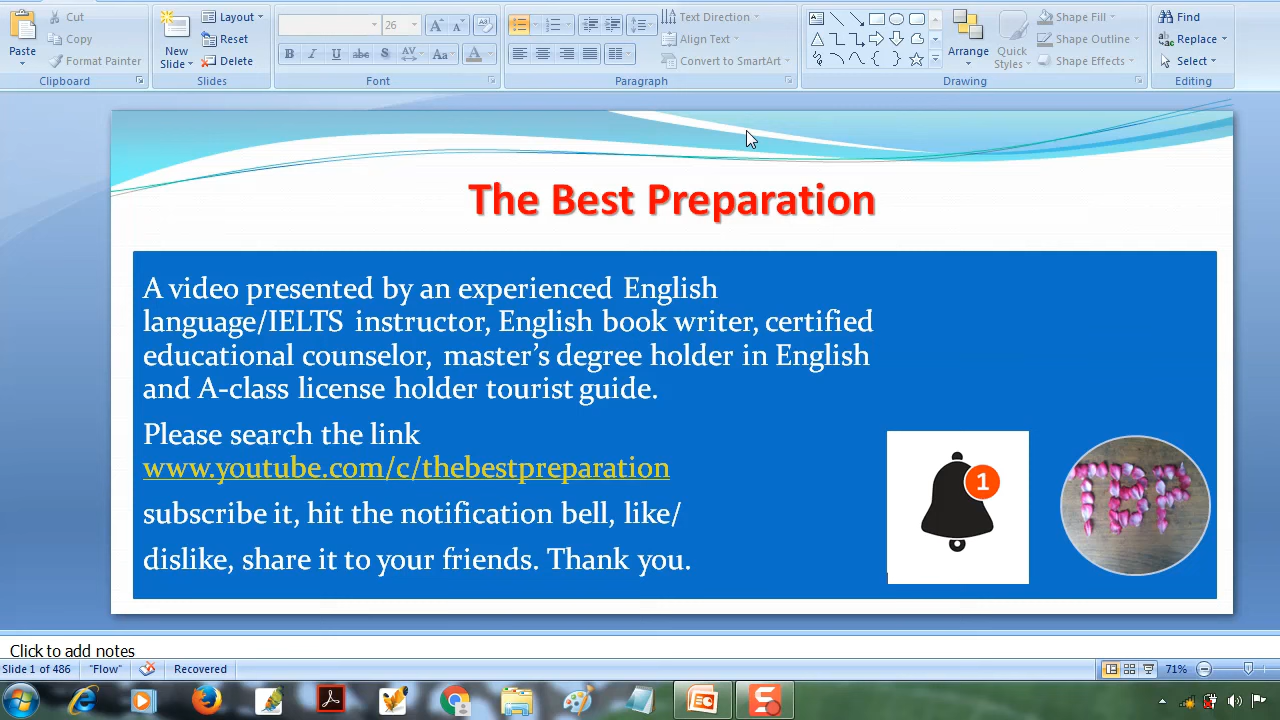 Cut
Layout
26
Text Direction
Shape Fill
Find
Copy
Reset
Align Text
Shape Outline
Replace
Paste
New
Slide
Format Painter
Delete
B I U abc S AV Aa A
Convert to SmartArt
Arrange
Quick
Styles
Shape Effects
Select
Clipboard
Slides
Font
Paragraph
Drawing
Editing
The Best Preparation
A video presented by an experienced English
language/IELTS instructor, English book writer, certified
educational counselor, master's degree holder in English
and A-class license holder tourist guide.
Please search the link
www.youtube.com/c/thebestpreparation
subscribe it, hit the notification bell, like/
dislike, share it to your friends. Thank you.
1
TBP
Click to add notes
Slide 1 of 486
"Flow"
Recovered
71%